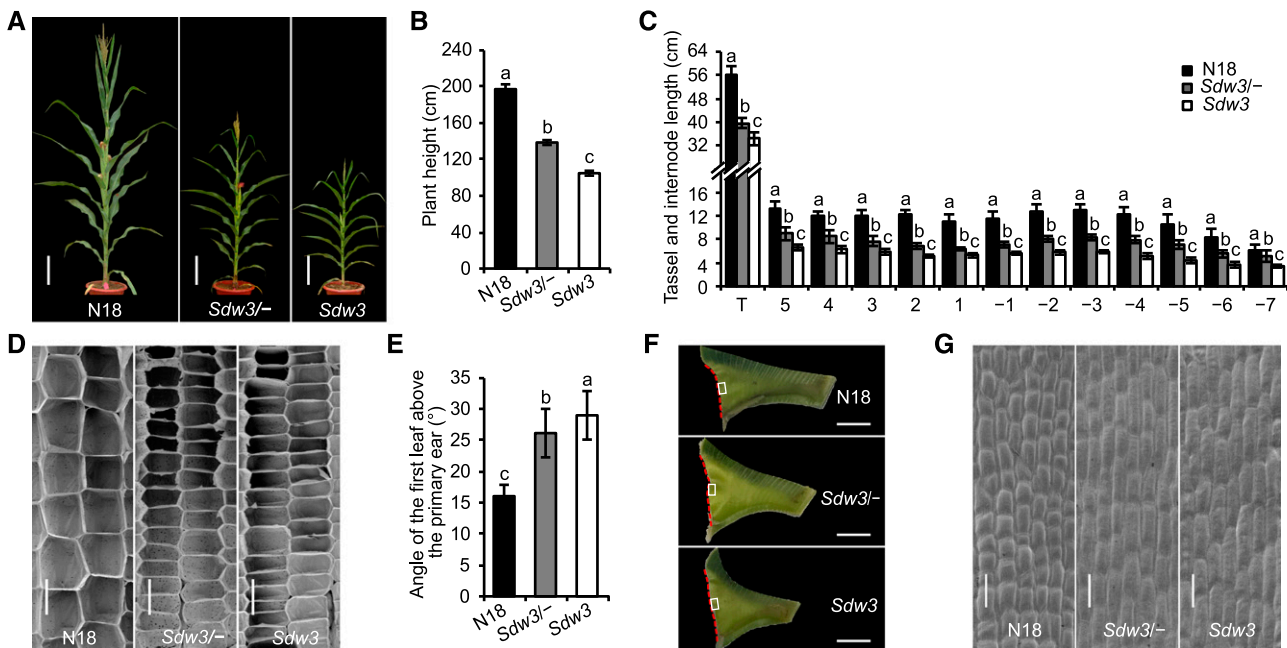 A
N18
Sdw3/–
Sdw3
B
Plant height (cm)
240
200
160
120
80
40
0
a
b
c
N18
Sdw3/–
Sdw3
C
Tassel and internode length (cm)
64
56
48
40
32
16
12
8
4
0
a
b
c
a
b
c
a
b
c
a
b
c
a
b
c
a
b
c
a
b
c
a
b
c
a
b
c
a
b
c
a
b
c
a
b
c
a
b
c
T 5 4 3 2 1 –1 –2 –3 –4 –5 –6 –7
N18
Sdw3/–
Sdw3
D
N18
Sdw3/–
Sdw3
E
Angle of the first leaf above
the primary ear (°)
35
30
25
20
15
10
5
0
c
b
a
N18
Sdw3/–
Sdw3
F
N18
Sdw3/–
Sdw3
G
N18
Sdw3/–
Sdw3